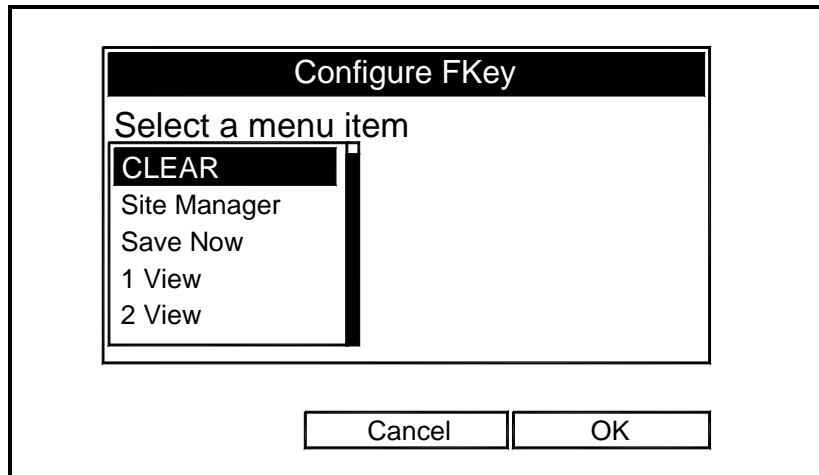 Configure FKey
Select a menu item
CLEAR
Site Manager
Save Now
1 View
2 View
Cancel OK